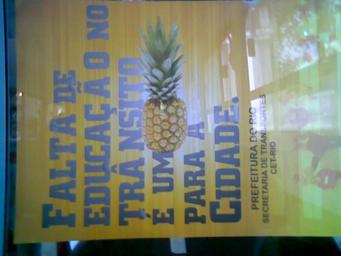 FALTA DE
EDUCAÇÃO NO
TRÂNSITO
É UM
PARA A
CIDADE.
PREFEITURA DO RIO
SECRETARIA DE TRANSPORTES
CET-RIO